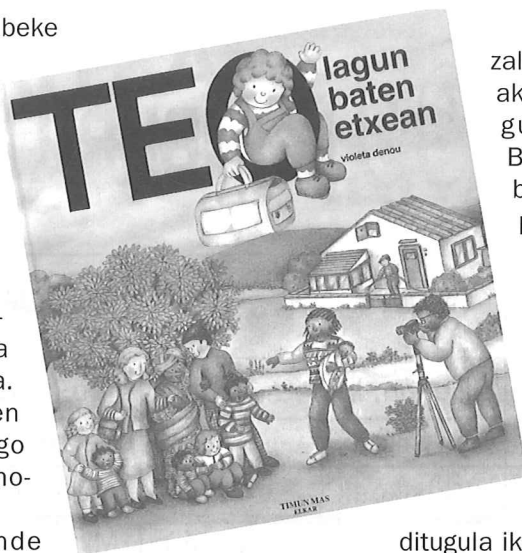 beke
TEO
lagun
baten
etxean
violeta denou
TIMUN MAS
ELKAR
a
a.
en
go
no-
nde
zal
ak
gu
B
b
ditugula ik